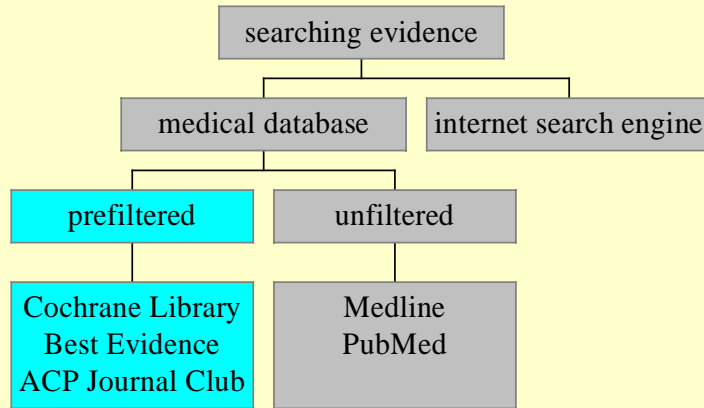 searching evidence
medical database
internet search engine
prefiltered
unfiltered
Cochrane Library
Best Evidence
ACP Journal Club
Medline
PubMed